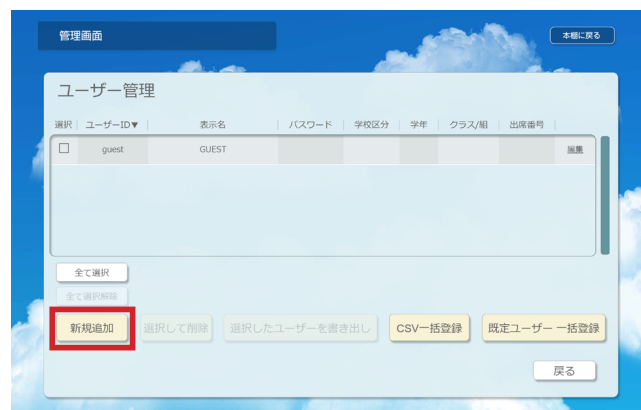 管理画面
本棚に戻る
ユーザー管理
選択 ユーザーID▼ 表示名 パスワード 学校区分 学年 クラス/組 出席番号
guest GUEST 編集
全て選択
全て選択解除
新規追加 選択して削除 選択したユーザーを書き出し CSV一括登録 既定ユーザー 一括登録
戻る